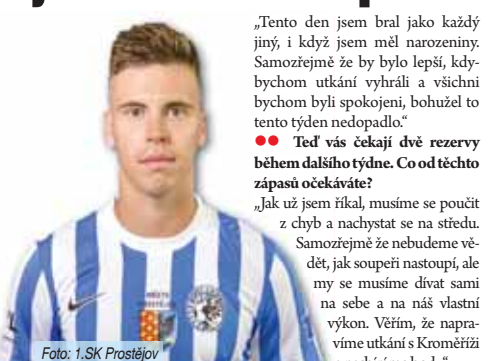 „Tento den jsem bral jako každý
jiný, i když jsem měl narozeniny.
Samozřejmě že by bylo lepší, kdy-
bychom utkání vyhráli a všichni
bychom byli spokojeni, bohužel to
tento týden nedopadlo.“
●● Teď vás čekají dvě rezervy
během dalšího týdne. Co od těchto
zápasů očekáváte?
„Jak už jsem říkal, musíme se poučit
z chyb a nachystat se na středu.
Samozřejmě že nebudeme vě-
dět, jak soupeři nastoupí, ale
my se musíme dívat sami
na sebe a na náš vlastní
výkon. Věřím, že napra-
víme utkání s Kroměříží
Foto: 1.SK Prostějov